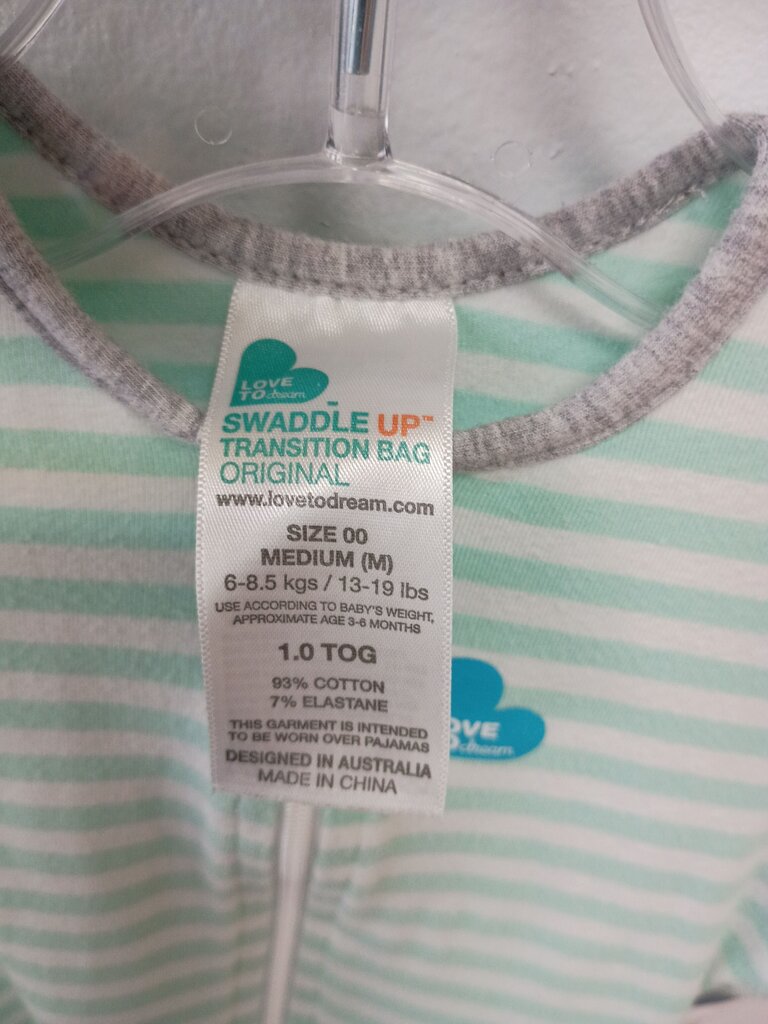 LOVE
TO dream
SWADDLE UP™
TRANSITION BAG
ORIGINAL
www.lovetodream.com
SIZE 00
MEDIUM (M)
6-8.5 kgs / 13-19 lbs
USE ACCORDING TO BABY'S WEIGHT,
APPROXIMATE AGE 3-6 MONTHS
1.0 TOG
93% COTTON
7% ELASTANE
THIS GARMENT IS INTENDED
TO BE WORN OVER PAJAMAS
DESIGNED IN AUSTRALIA
MADE IN CHINA
OVE
dream